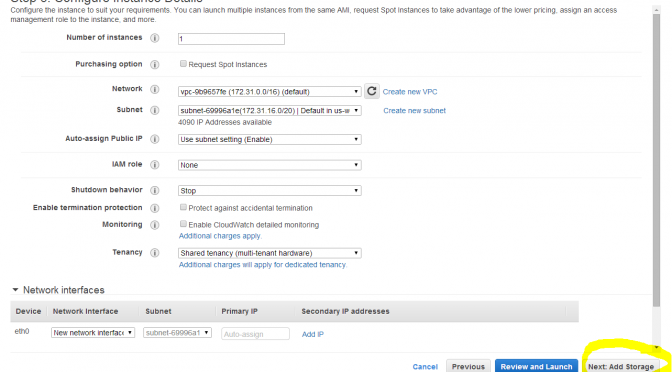 Step 3: Configure Instance Details
Configure the instance to suit your requirements. You can launch multiple instances from the same AMI, request Spot Instances to take advantage of the lower pricing, assign an access
management role to the instance, and more.
Number of instances 1
Purchasing option Request Spot Instances
Network vpc-9b9657fe (172.31.0.0/16) (default) Create new VPC
Subnet subnet-69996a1e(172.31.16.0/20) | Default in us-w Create new subnet
4090 IP Addresses available
Auto-assign Public IP Use subnet setting (Enable)
IAM role None
Shutdown behavior Stop
Enable termination protection Protect against accidental termination
Monitoring Enable CloudWatch detailed monitoring
Additional charges apply.
Tenancy Shared tenancy (multi-tenant hardware)
Additional charges will apply for dedicated tenancy.
Network interfaces
Device Network Interface Subnet Primary IP Secondary IP addresses
eth0 New network interfac subnet-69996a1 Auto-assign Add IP
Cancel Previous Review and Launch Next: Add Storage